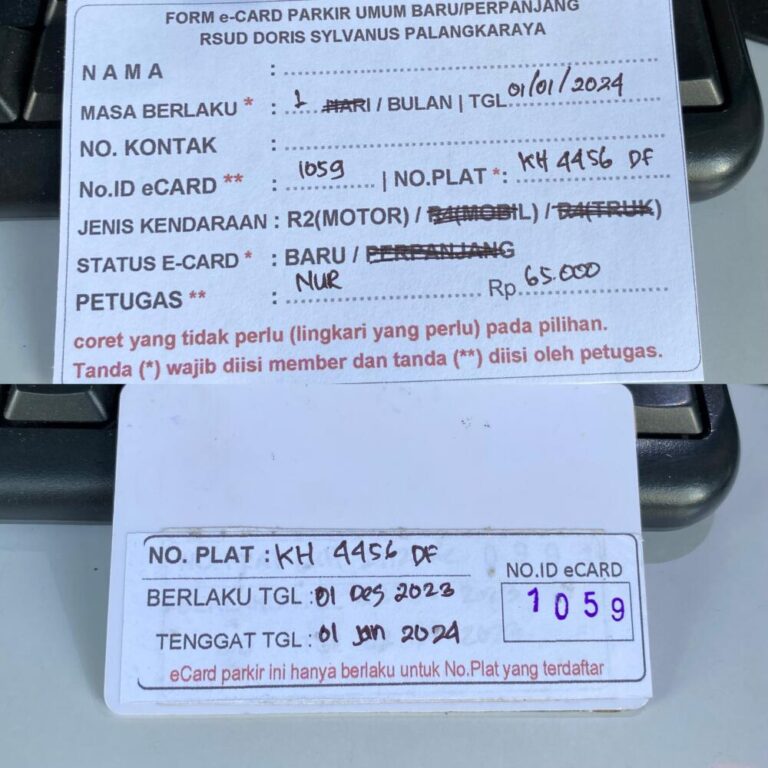 FORM e-CARD PARKIR UMUM BARU/PERPANJANG
RSUD DORIS SYLVANUS PALANGKARAYA
NAMA :
MASA BERLAKU * : 1 HARI / BULAN | TGL. 01/01/2024
NO. KONTAK :
No.ID eCARD ** : 1059 | NO.PLAT *: KH 4456 DF
JENIS KENDARAAN : R2(MOTOR) / R4(MOBIL) / R4(TRUK)
STATUS E-CARD * : BARU / PERPANJANG
PETUGAS ** : NUR Rp. 65.000
coret yang tidak perlu (lingkari yang perlu) pada pilihan.
Tanda (*) wajib diisi member dan tanda (**) diisi oleh petugas.
NO. PLAT : KH 4456 DF
NO.ID eCARD
BERLAKU TGL : 01 Des 2023
1059
TENGGAT TGL : 01 Jan 2024
eCard parkir ini hanya berlaku untuk No.Plat yang terdaftar